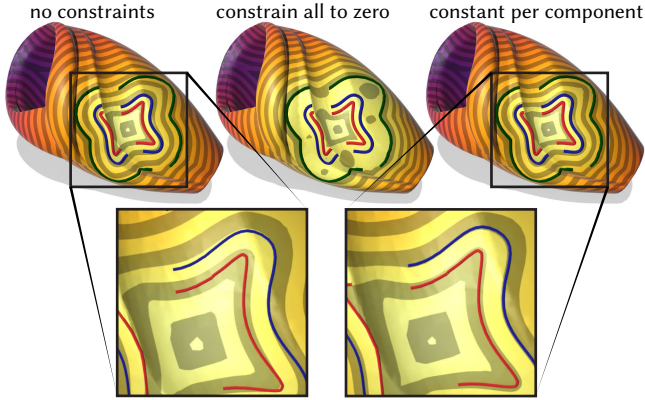 no constraints
constrain all to zero
constant per component